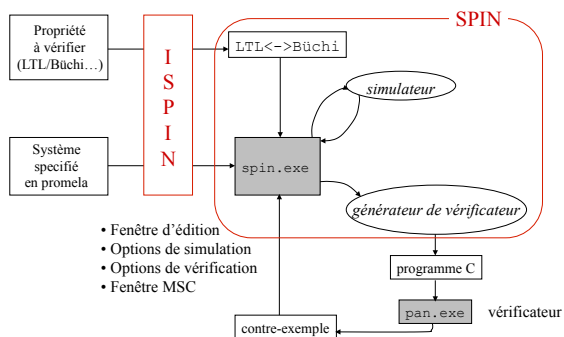 SPIN
Propriété
à vérifier
(LTL/Büchi…)
LTL<->Büchi
I
S
P
I
N
simulateur
Système
specifié
en promela
spin.exe
générateur de vérificateur
• Fenêtre d'édition
• Options de simulation
• Options de vérification
• Fenêtre MSC
programme C
pan.exe
vérificateur
contre-exemple